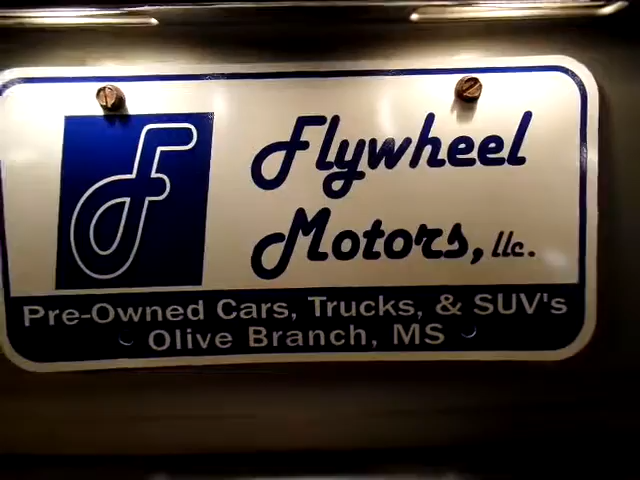 F
Flywheel
Motors, llc.
Pre-Owned Cars, Trucks, & SUV's
Olive Branch, MS